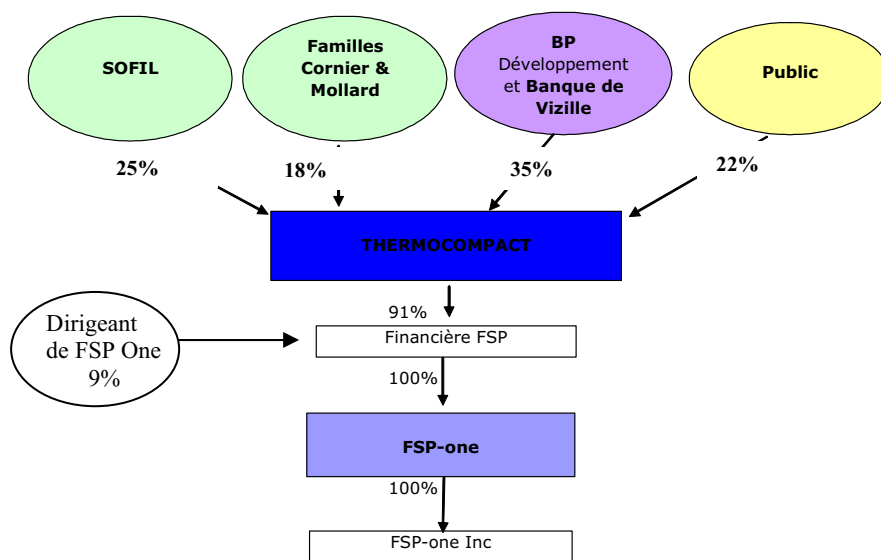 SOFIL
Familles
Cornier &
Mollard
BP
Développement
et Banque de
Vizille
Public
25%
18%
35%
22%
THERMOCOMPACT
91%
Financière FSP
Dirigeant
de FSP One
9%
100%
FSP-one
100%
FSP-one Inc